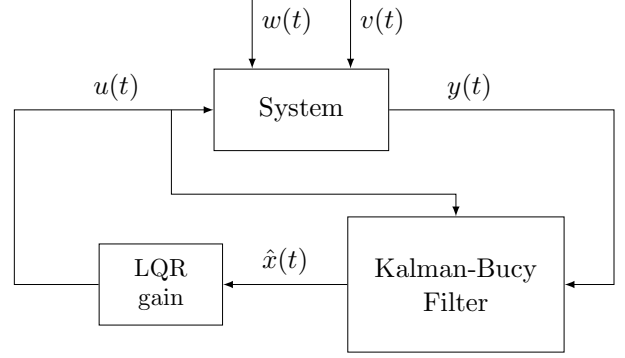 w(t) v(t)
u(t)
System
y(t)
LQR
gain
x̂(t)
Kalman-Bucy
Filter